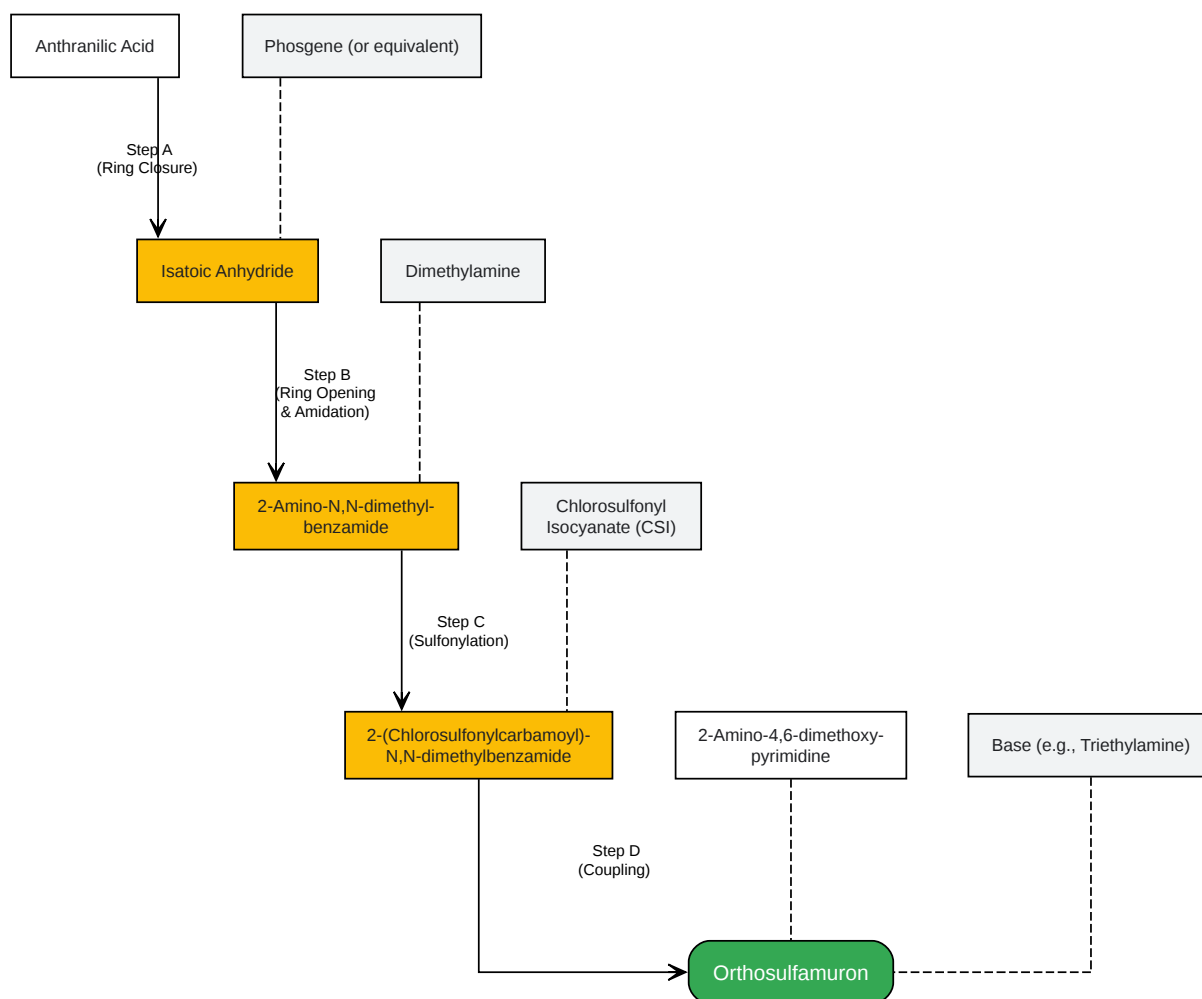 Anthranilic Acid
Phosgene (or equivalent)
Step A
(Ring Closure)
Isatoic Anhydride
Dimethylamine
Step B
(Ring Opening
& Amidation)
2-Amino-N,N-dimethyl-
benzamide
Chlorosulfonyl
Isocyanate (CSI)
Step C
(Sulfonylation)
2-(Chlorosulfonylcarbamoyl)-
N,N-dimethylbenzamide
2-Amino-4,6-dimethoxy-
pyrimidine
Base (e.g., Triethylamine)
Step D
(Coupling)
Orthosulfamuron